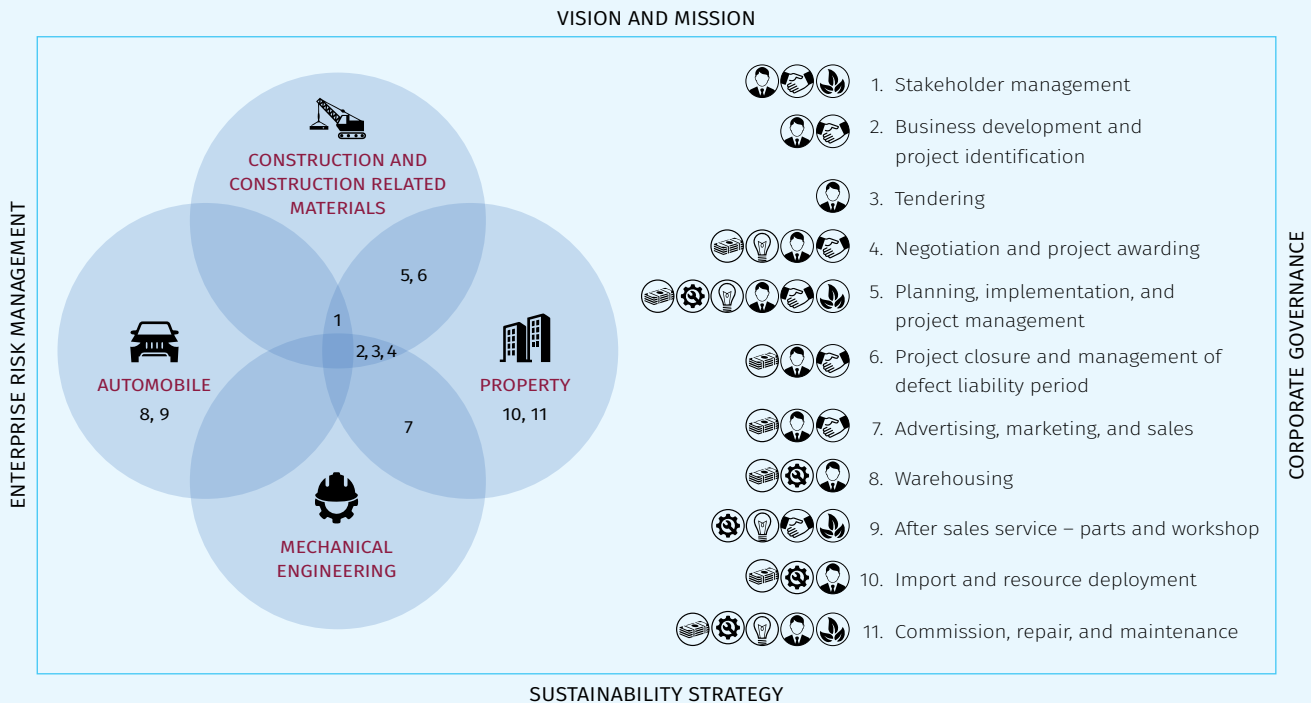 VISION AND MISSION
ENTERPRISE RISK MANAGEMENT
CONSTRUCTION AND
CONSTRUCTION RELATED
MATERIALS
5, 6
1
2, 3, 4
AUTOMOBILE
8, 9
PROPERTY
10, 11
7
MECHANICAL
ENGINEERING
1. Stakeholder management
2. Business development and
project identification
3. Tendering
4. Negotiation and project awarding
5. Planning, implementation, and
project management
6. Project closure and management of
defect liability period
7. Advertising, marketing, and sales
8. Warehousing
9. After sales service – parts and workshop
10. Import and resource deployment
11. Commission, repair, and maintenance
CORPORATE GOVERNANCE
SUSTAINABILITY STRATEGY